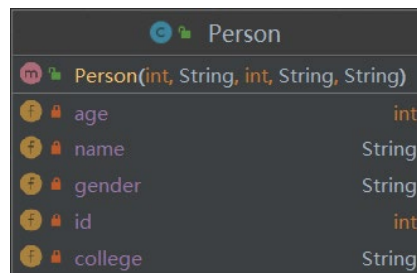 Person
Person(int, String, int, String, String)
age int
name String
gender String
id int
college String